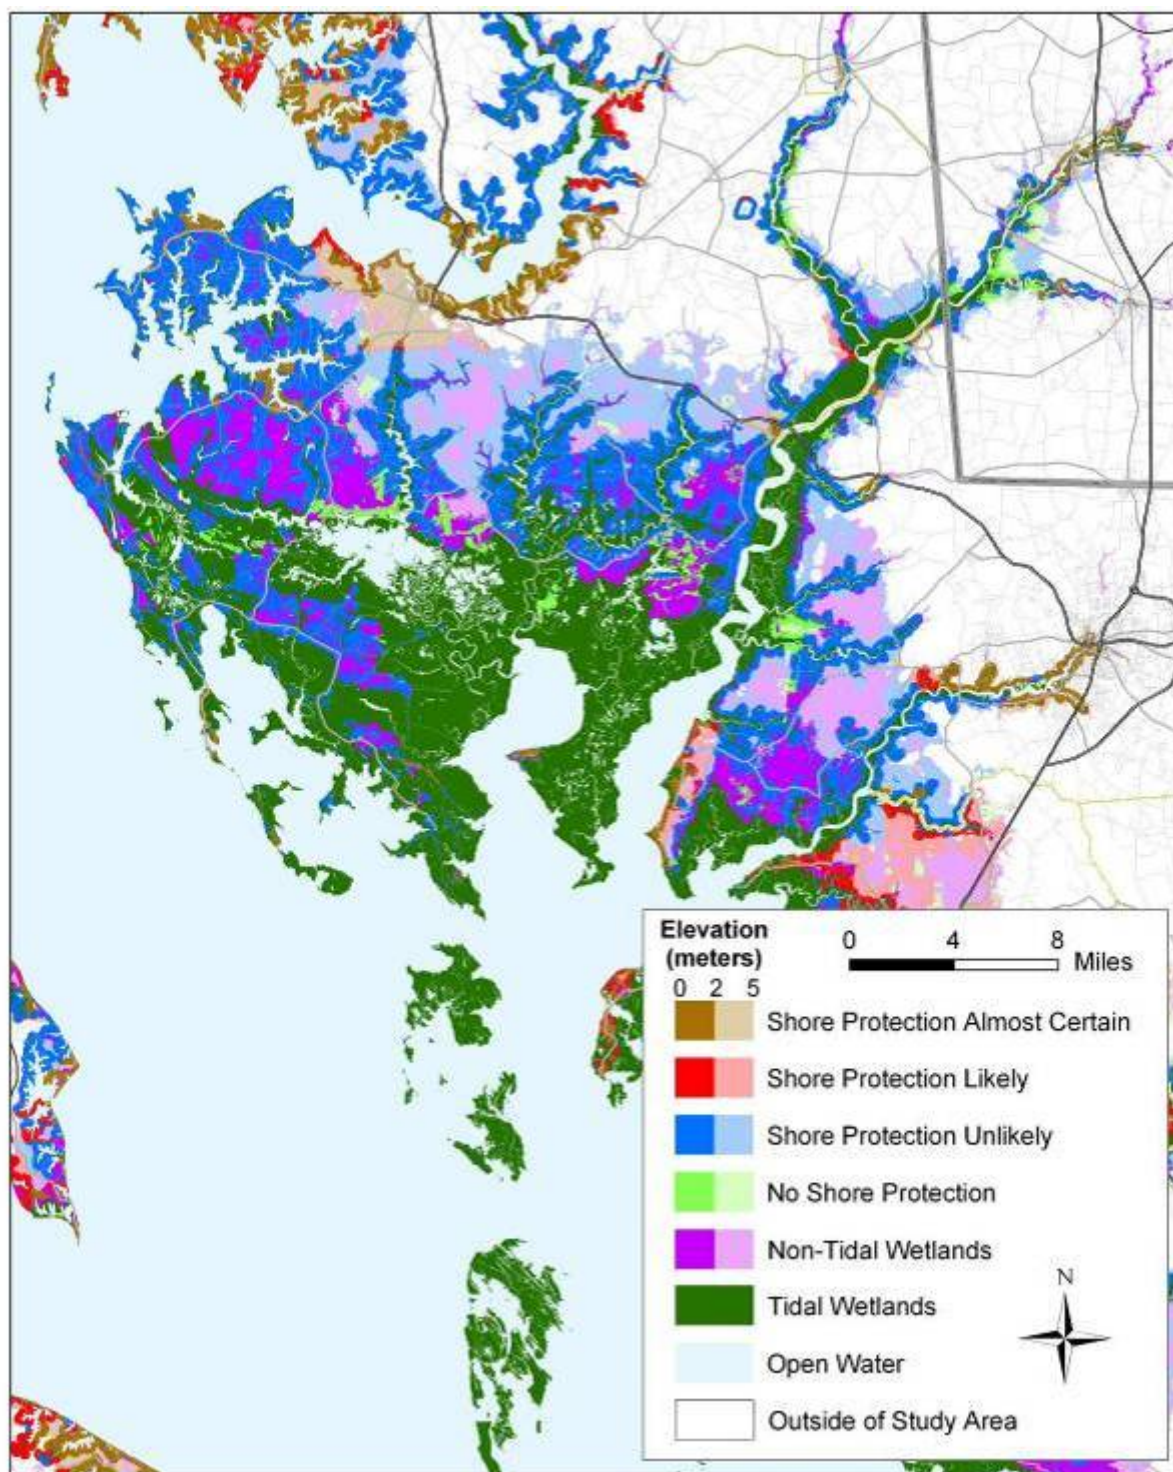 Elevation
(meters)
0 2 5
0 4 8
Miles
Shore Protection Almost Certain
Shore Protection Likely
Shore Protection Unlikely
No Shore Protection
Non-Tidal Wetlands
Tidal Wetlands
Open Water
Outside of Study Area
N